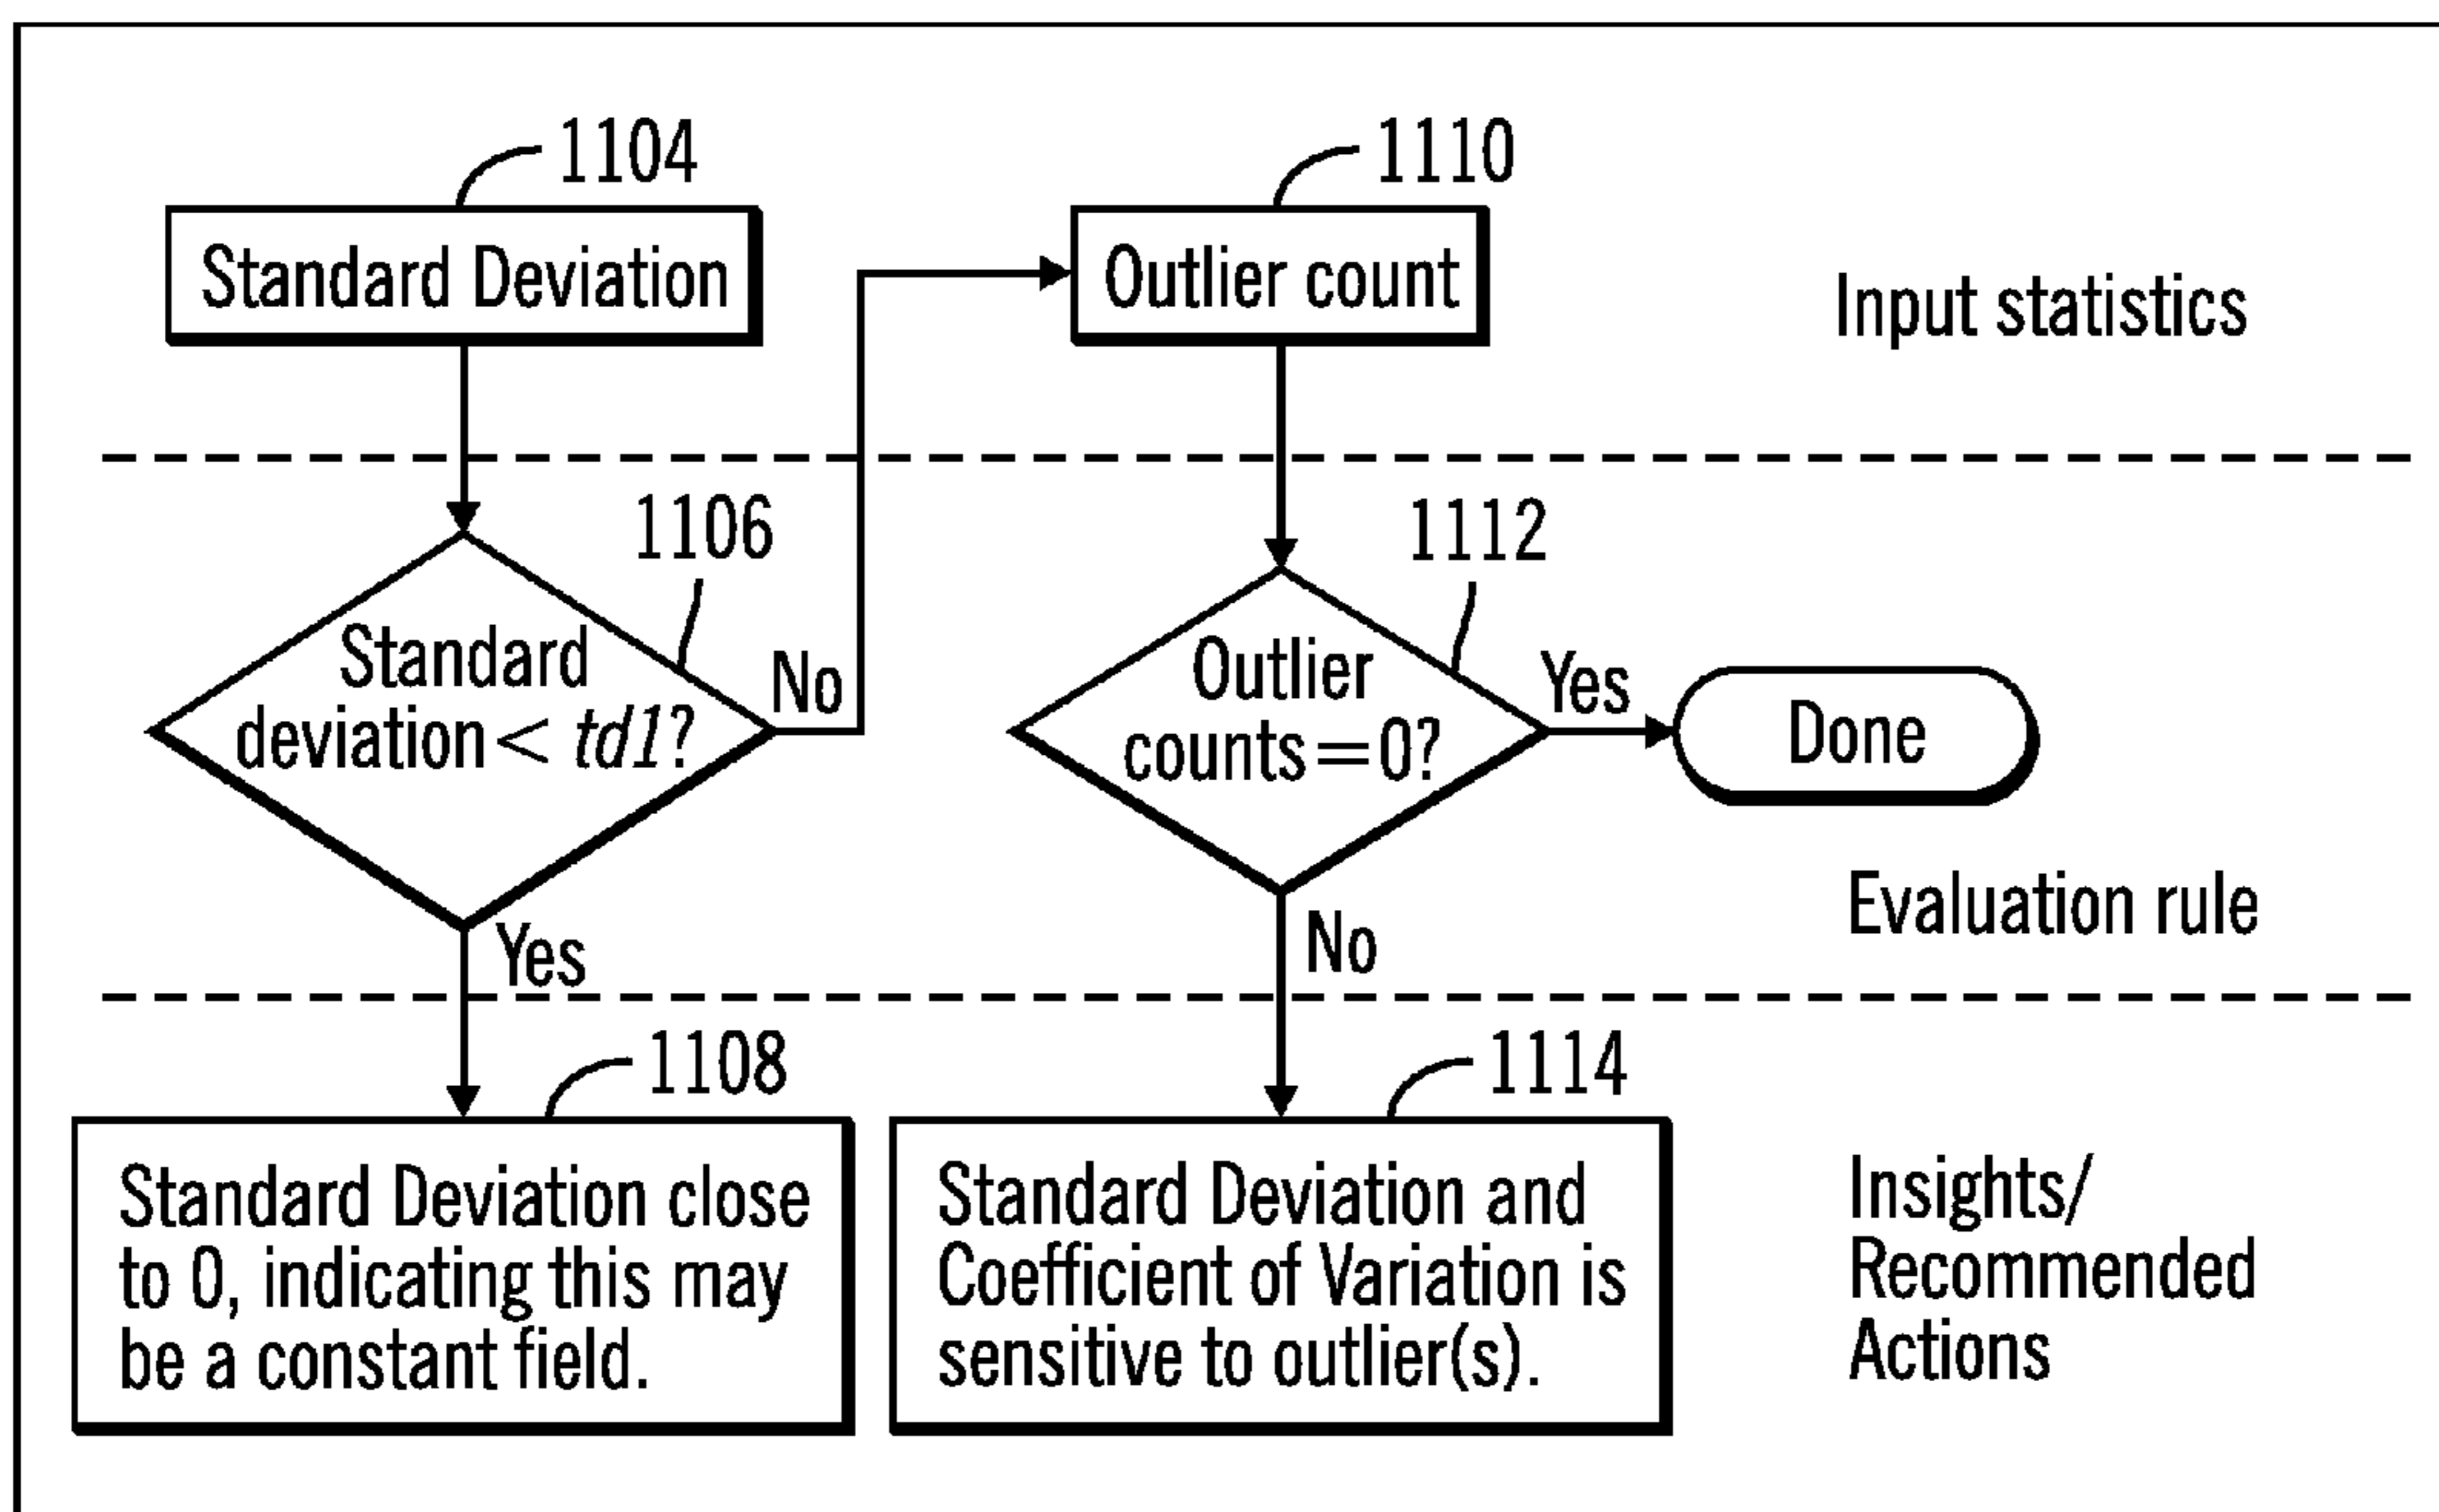 1104
1110
Standard Deviation
Outlier count
Input statistics
1106
1112
Standard
deviation < td1?
No
Outlier
counts = 0?
Yes
Done
Evaluation rule
Yes
No
1108
1114
Standard Deviation close
to 0, indicating this may
be a constant field.
Standard Deviation and
Coefficient of Variation is
sensitive to outlier(s).
Insights/
Recommended
Actions